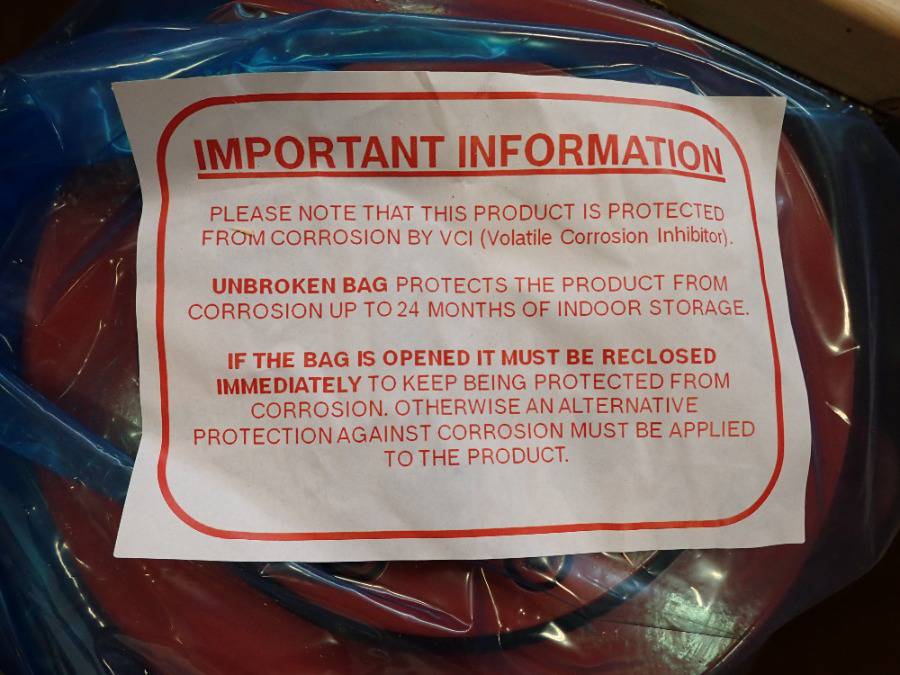 IMPORTANT INFORMATION
PLEASE NOTE THAT THIS PRODUCT IS PROTECTED
FROM CORROSION BY VCI (Volatile Corrosion Inhibitor).
UNBROKEN BAG PROTECTS THE PRODUCT FROM
CORROSION UP TO 24 MONTHS OF INDOOR STORAGE.
IF THE BAG IS OPENED IT MUST BE RECLOSED
IMMEDIATELY TO KEEP BEING PROTECTED FROM
CORROSION. OTHERWISE AN ALTERNATIVE
PROTECTION AGAINST CORROSION MUST BE APPLIED
TO THE PRODUCT.